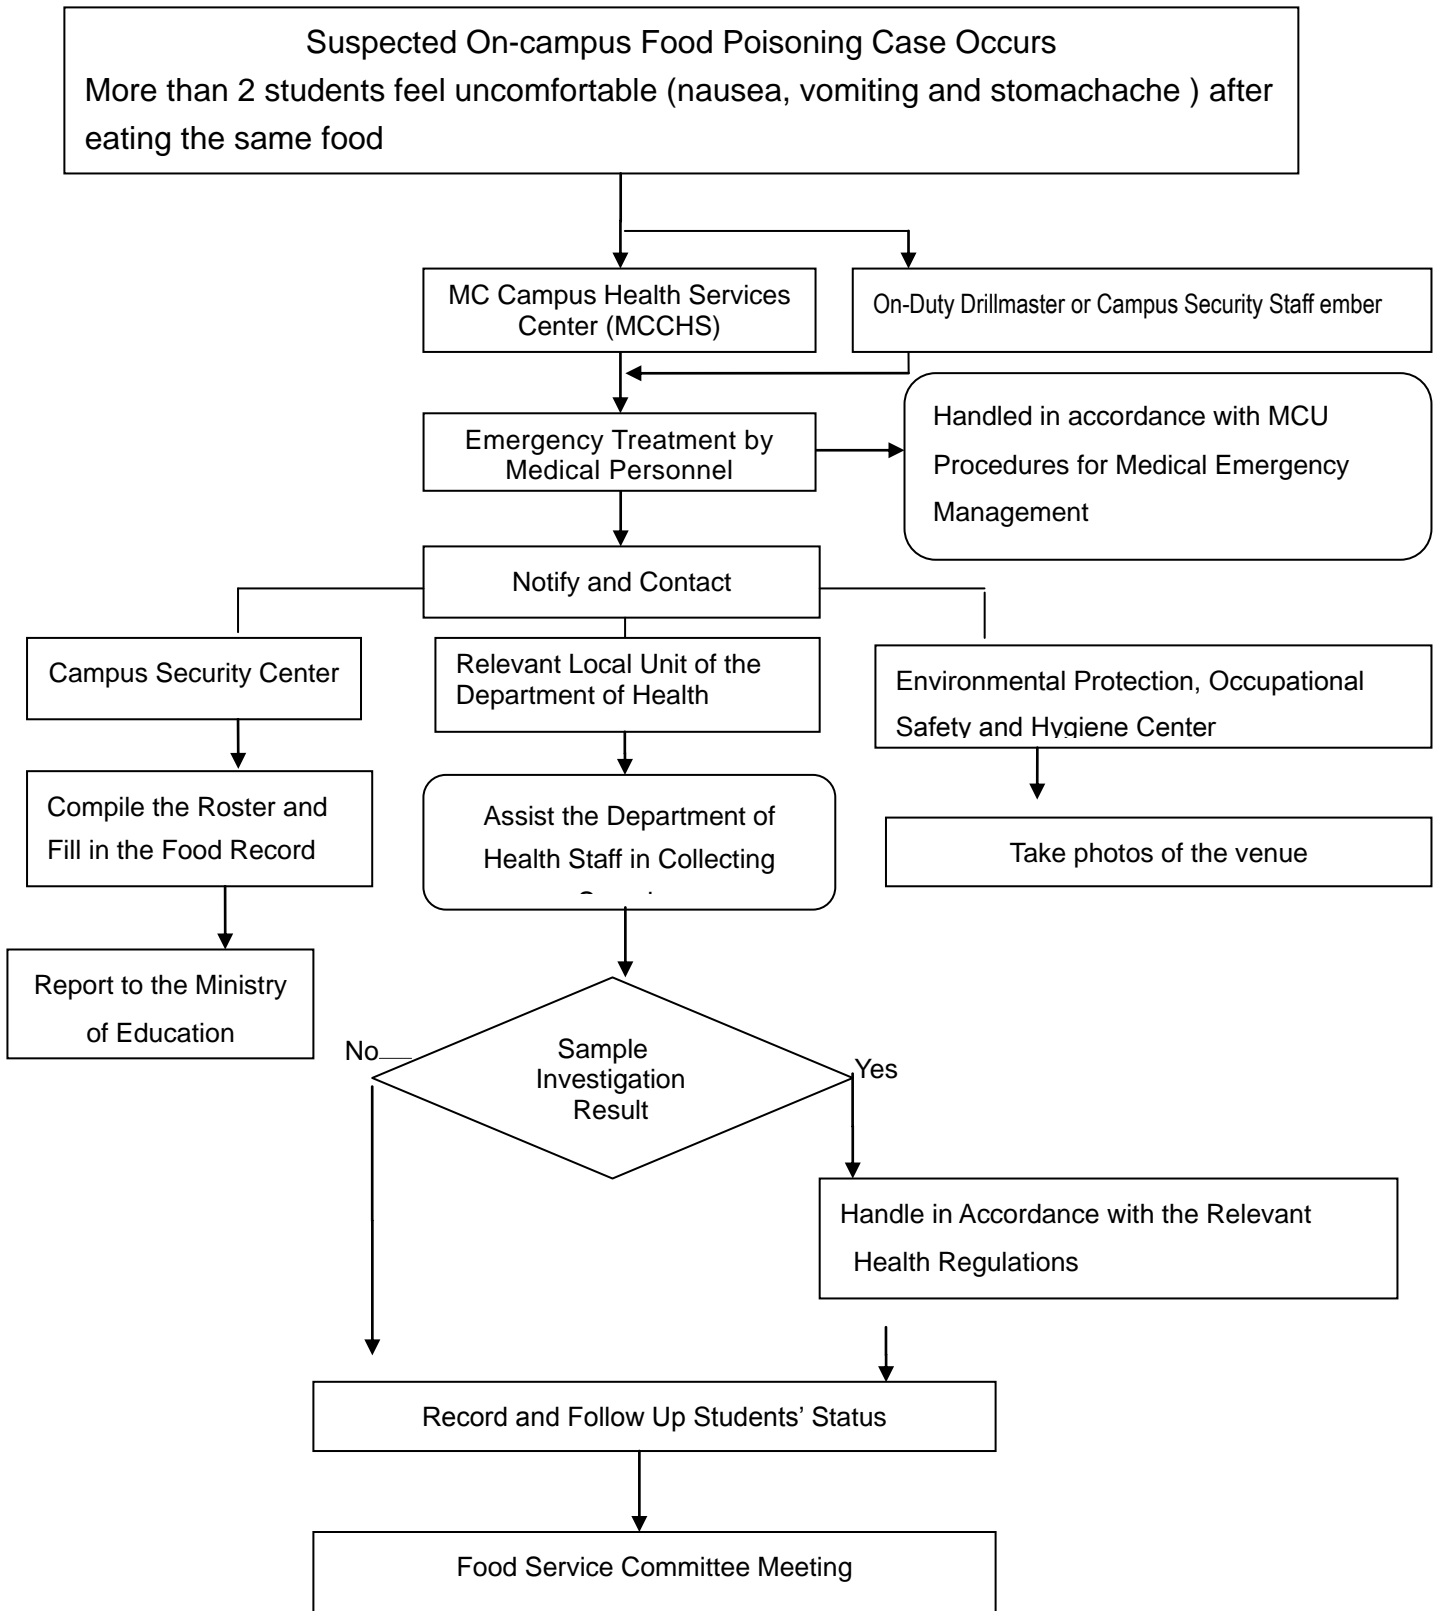 Suspected On-campus Food Poisoning Case Occurs
More than 2 students feel uncomfortable (nausea, vomiting and stomachache ) after
eating the same food
MC Campus Health Services
Center (MCCHS)
On-Duty Drillmaster or Campus Security Staff ember
Emergency Treatment by
Medical Personnel
Handled in accordance with MCU
Procedures for Medical Emergency
Management
Notify and Contact
Campus Security Center
Relevant Local Unit of the
Department of Health
Environmental Protection, Occupational
Safety and Hygiene Center
Compile the Roster and
Fill in the Food Record
Assist the Department of
Health Staff in Collecting
Take photos of the venue
Report to the Ministry
of Education
No
Sample
Investigation
Result
Yes
Handle in Accordance with the Relevant
Health Regulations
Record and Follow Up Students’ Status
Food Service Committee Meeting